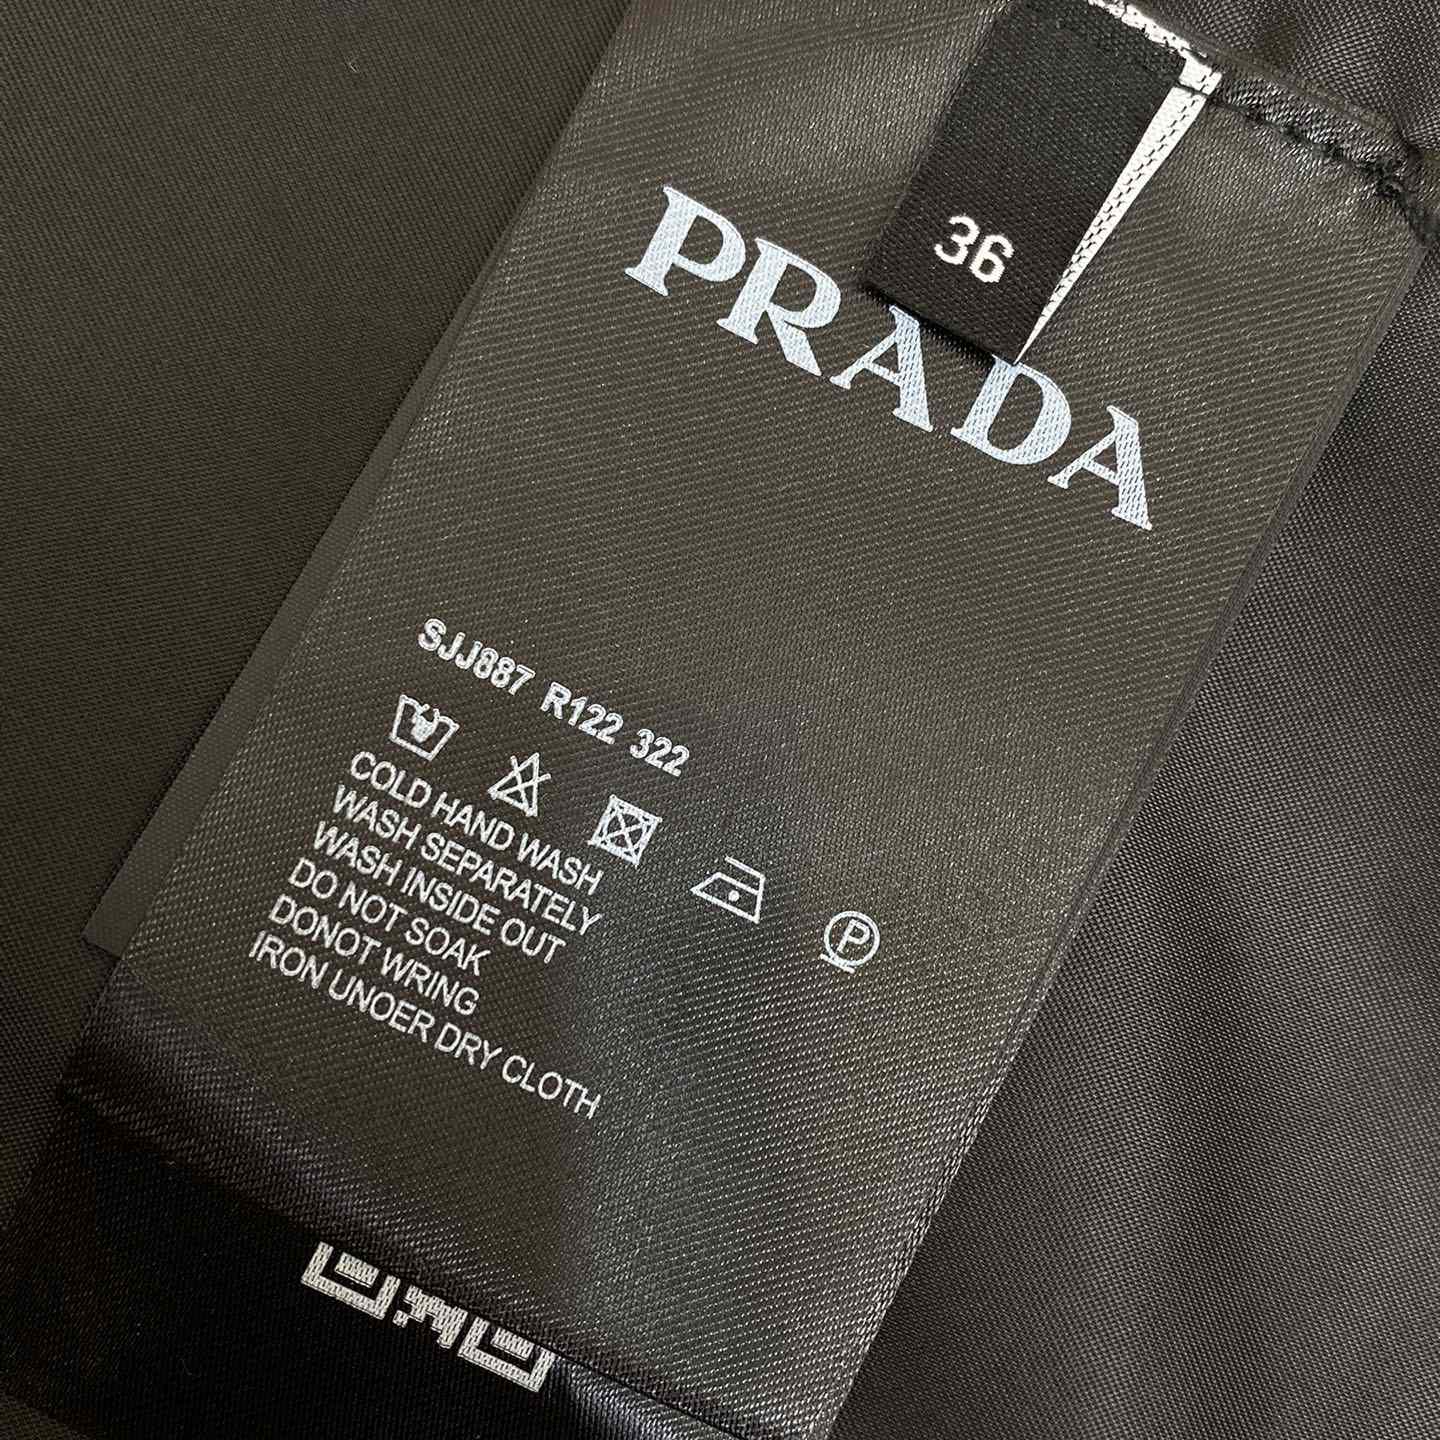 36
PRADA
SJJ887 R122 322
P
COLD HAND WASH
WASH SEPARATELY
WASH INSIDE OUT
DO NOT SOAK
DONOT WRING
IRON UNOER DRY CLOTH